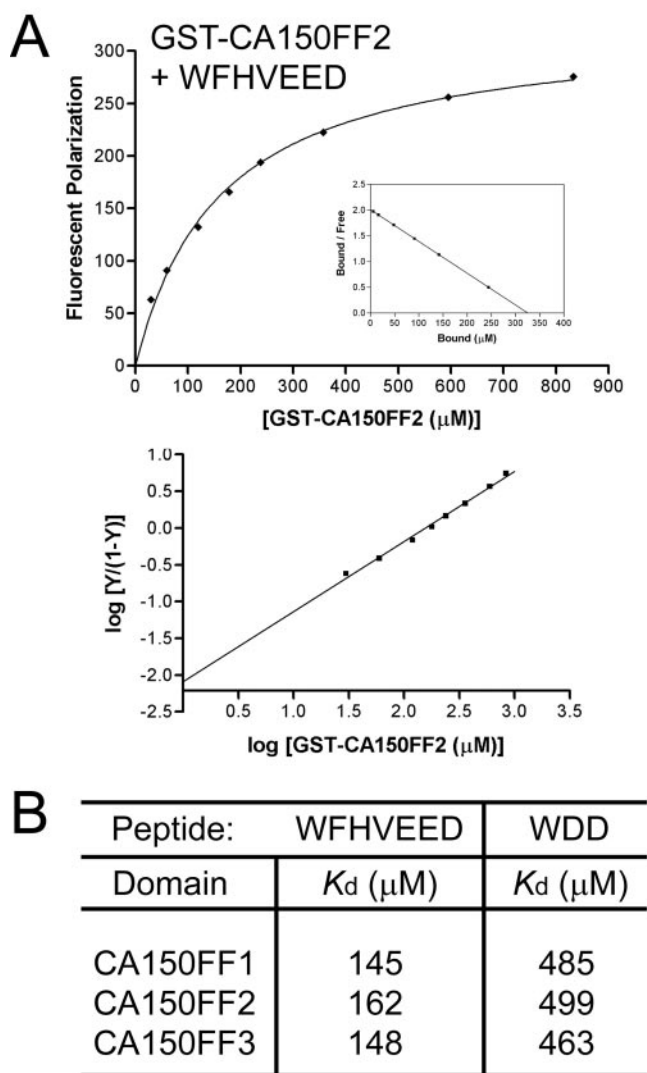 A
GST-CA150FF2
+ WFHVEED
Fluorescent Polarization
300
250
200
150
100
50
0
0 100 200 300 400 500 600 700 800 900
[GST-CA150FF2 (μM)]
Bound / Free
2.5
2.0
1.5
1.0
0.5
0.0
0 50 100 150 200 250 300 350 400
Bound (μM)
log [Y/(1-Y)]
1.0
0.5
0.0
-0.5
-1.0
-1.5
-2.0
-2.5
0.5 1.0 1.5 2.0 2.5 3.0 3.5
log [GST-CA150FF2 (μM)]
B
Peptide: WFHVEED WDD
Domain Kd (μM) Kd (μM)
CA150FF1 145 485
CA150FF2 162 499
CA150FF3 148 463